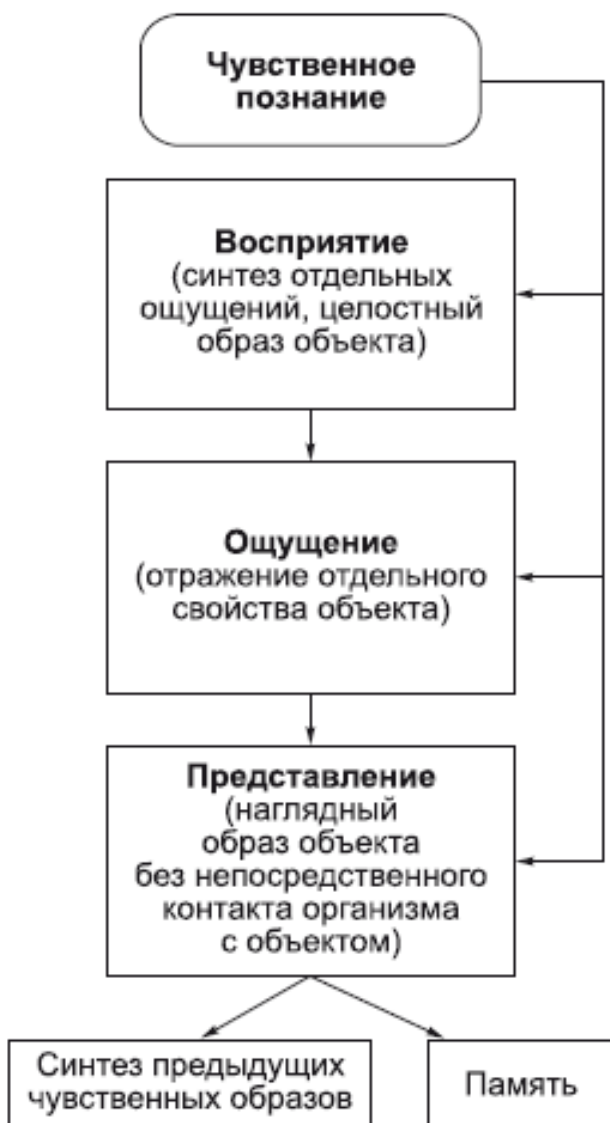 Чувственное
познание
Восприятие
(синтез отдельных
ощущений, целостный
образ объекта)
Ощущение
(отражение отдельного
свойства объекта)
Представление
(наглядный
образ объекта
без непосредственного
контакта организма
с объектом)
Синтез предыдущих
чувственных образов
Память